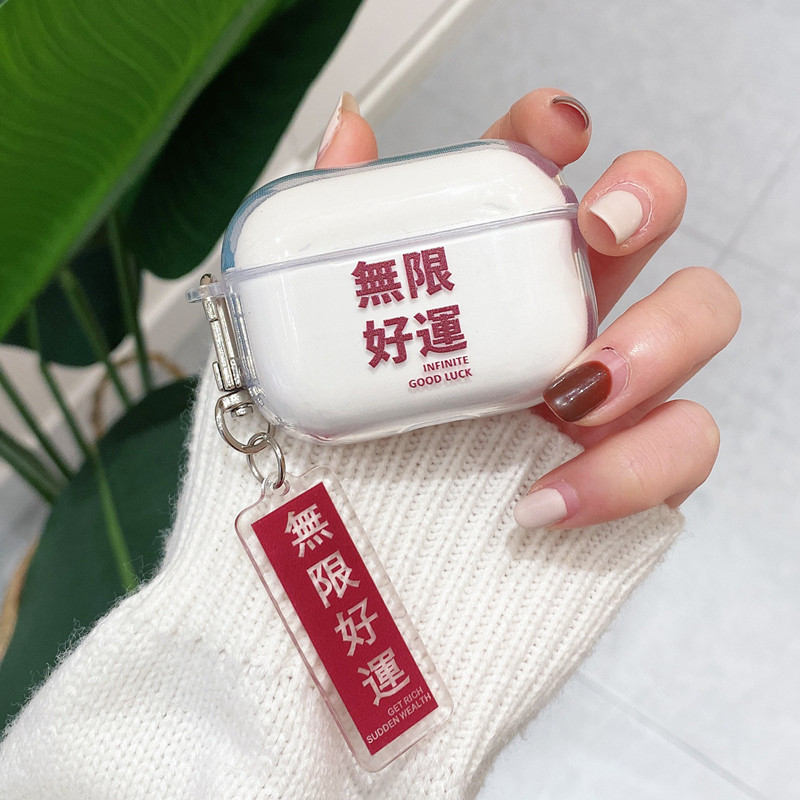 無限
好運
INFINITE
GOOD LUCK
無限好運
GET RICH
SUDDEN WEALTH